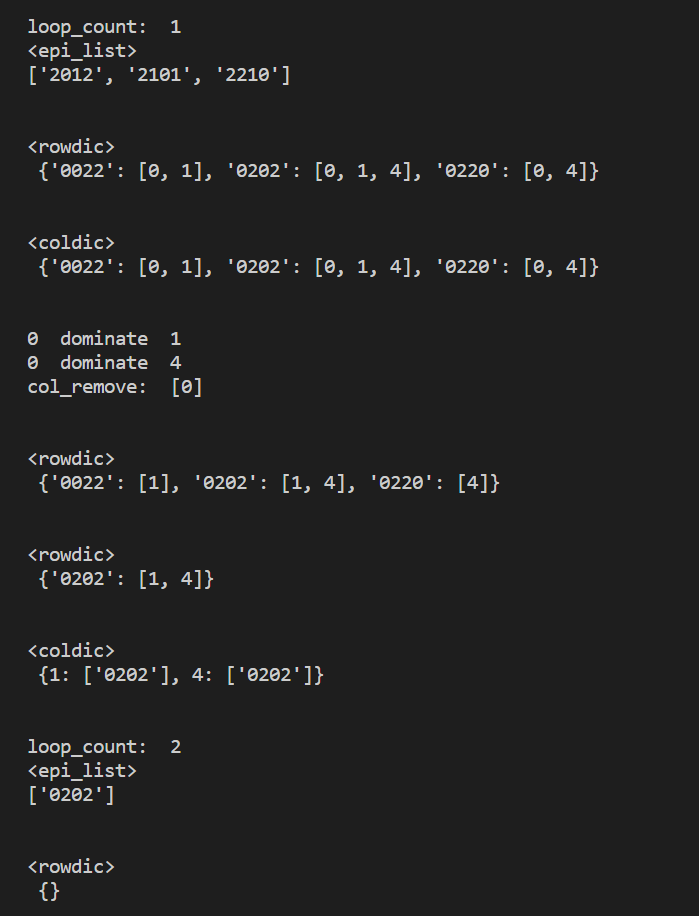 loop_count:  1
<epi_list>
['2012', '2101', '2210']
<rowdic>
 {'0022': [0, 1], '0202': [0, 1, 4], '0220': [0, 4]}
<coldic>
 {'0022': [0, 1], '0202': [0, 1, 4], '0220': [0, 4]}
0  dominate  1
0  dominate  4
col_remove:  [0]
<rowdic>
 {'0022': [1], '0202': [1, 4], '0220': [4]}
<rowdic>
 {'0202': [1, 4]}
<coldic>
 {1: ['0202'], 4: ['0202']}
loop_count:  2
<epi_list>
['0202']
<rowdic>
 {}